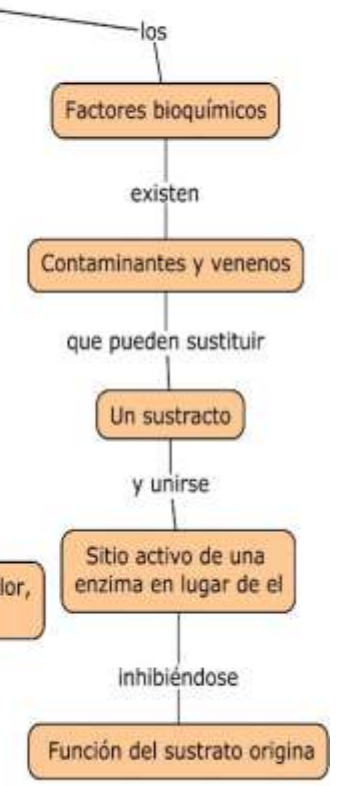 los
Factores bioquímicos
existen
Contaminantes y venenos
que pueden sustituir
Un sustracto
y unirse
Sitio activo de una
enzima en lugar de el
lor,
inhibiéndose
Función del sustrato origina